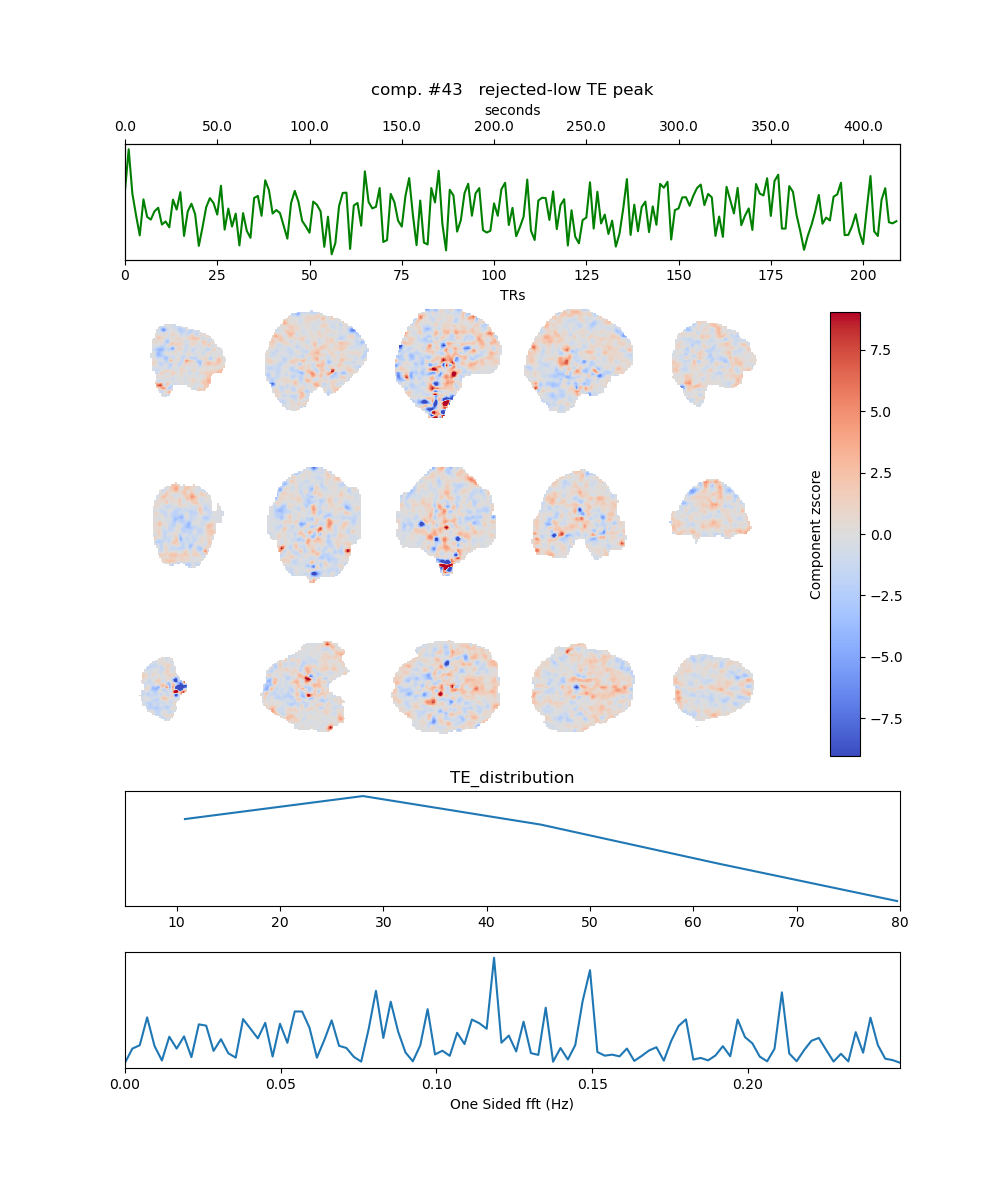 comp. #43   rejected-low TE peak
seconds
0.0 50.0 100.0 150.0 200.0 250.0 300.0 350.0 400.0
0 25 50 75 100 125 150 175 200
TRs
7.5
5.0
2.5
0.0
−2.5
−5.0
−7.5
Component zscore
TE_distribution
10 20 30 40 50 60 70 80
0.00 0.05 0.10 0.15 0.20
One Sided fft (Hz)